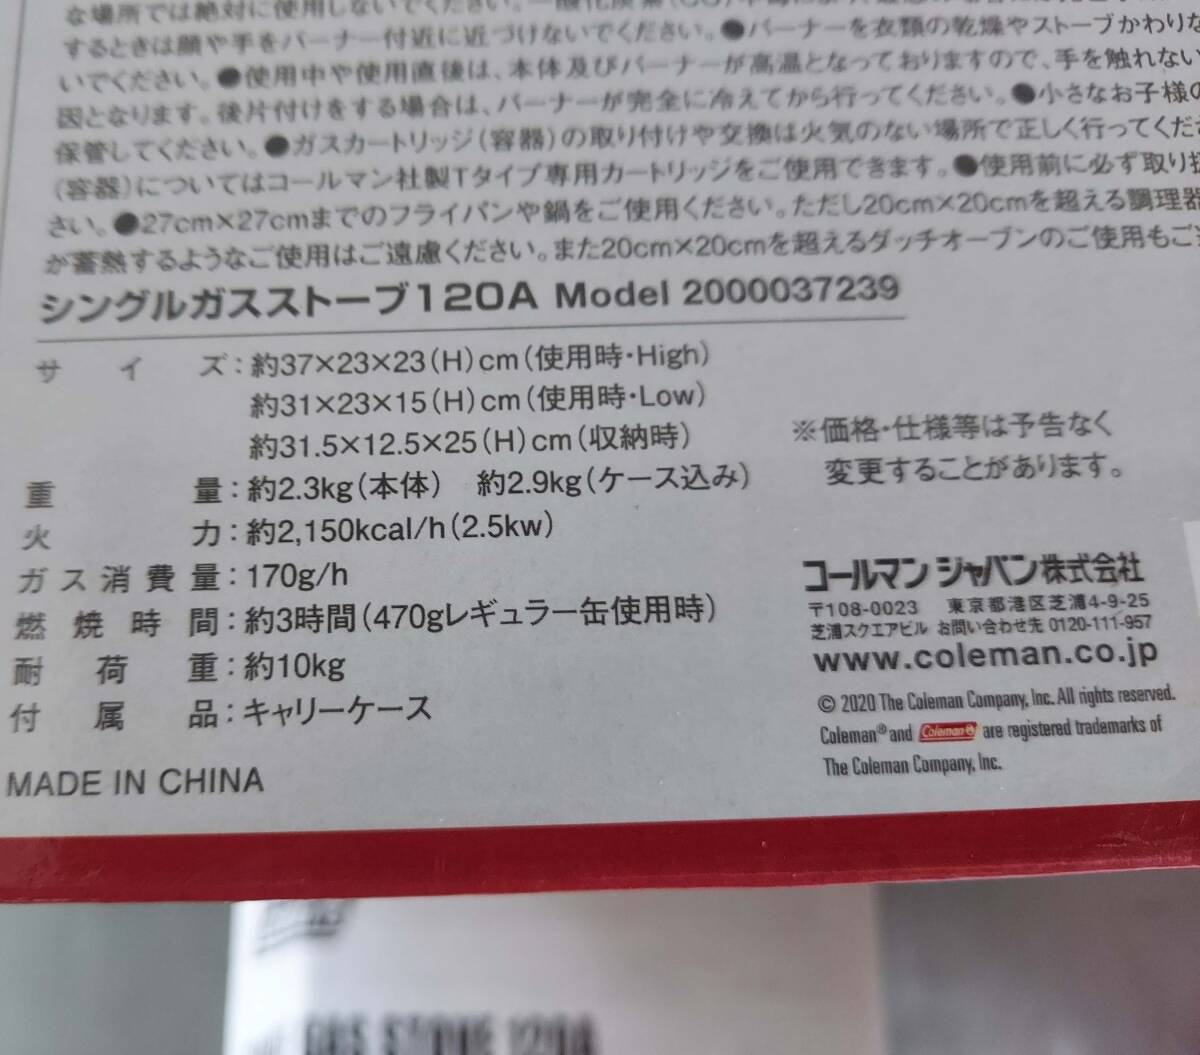 な場所では絶対に使用しないでください。一酸化炭素(CO)中毒により、
するときは顔や手をバーナー付近に近づけないでください。●バーナーを衣類の乾燥やストーブかわりな
いでください。●使用中や使用直後は、本体及びバーナーが高温となっておりますので、手を触れない
因となります。後片付けをする場合は、バーナーが完全に冷えてから行ってください。●小さなお子様の
保管してください。●ガスカートリッジ(容器)の取り付けや交換は火気のない場所で正しく行ってくださ
(容器)についてはコールマン社製Tタイプ専用カートリッジをご使用できます。●使用前に必ず取り扱
さい。●27cm×27cmまでのフライパンや鍋をご使用ください。ただし20cm×20cmを超える調理器
が蓄熱するようなご使用はご遠慮ください。また20cm×20cmを超えるダッチオーブンのご使用もご
シングルガスストーブ120A Model 2000037239
サイズ:約37×23×23(H)cm(使用時・High)
約31×23×15(H)cm(使用時・Low)
約31.5×12.5×25(H)cm(収納時)
重量:約2.3kg(本体) 約2.9kg(ケース込み)
火力:約2,150kcal/h(2.5kw)
ガス消費量:170g/h
燃焼時間:約3時間(470gレギュラー缶使用時)
耐荷重:約10kg
付属品:キャリーケース
MADE IN CHINA
※価格・仕様等は予告なく
変更することがあります。
コールマン ジャパン株式会社
〒108-0023 東京都港区芝浦4-9-25
芝浦スクエアビル お問い合わせ先 0120-111-957
www.coleman.co.jp
© 2020 The Coleman Company, Inc. All rights reserved.
Coleman® and Coleman are registered trademarks of
The Coleman Company, Inc.
GAS STOVE 120A